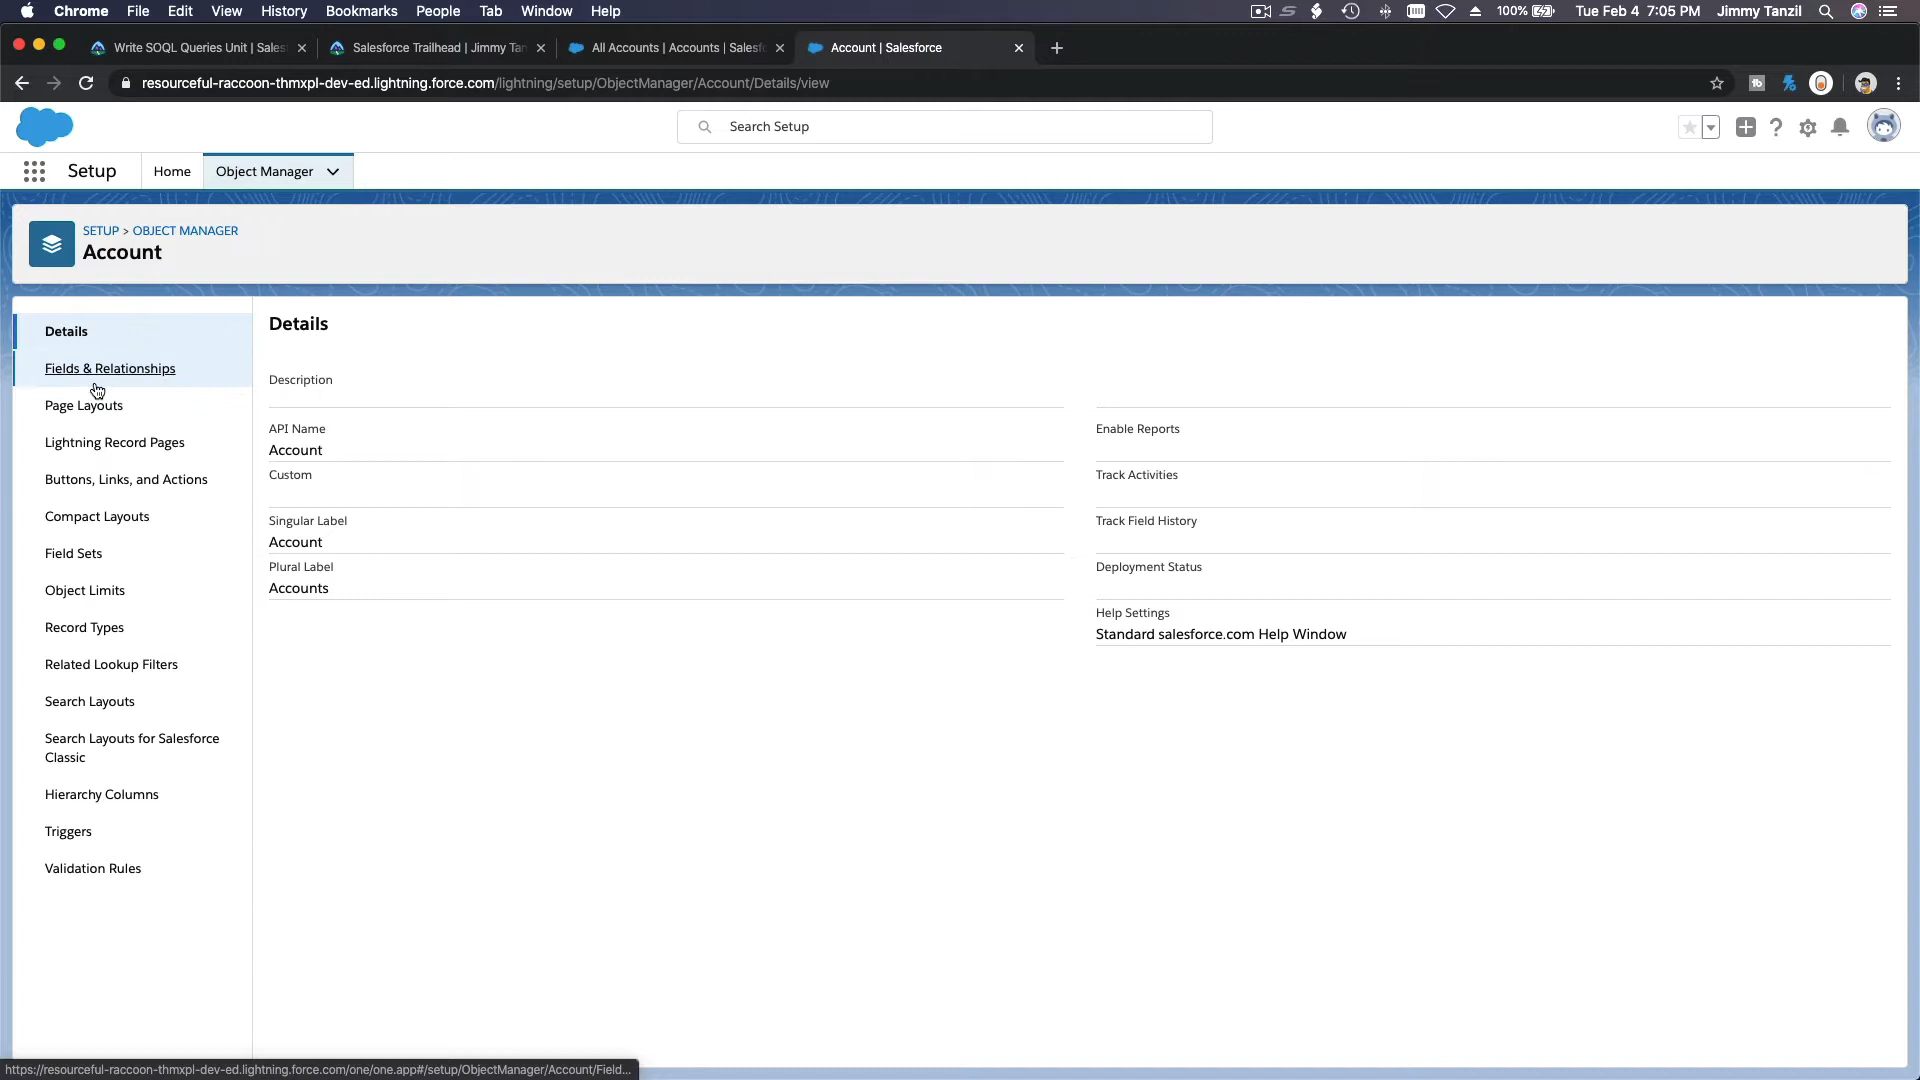 Chrome File Edit View History Bookmarks People Tab Window Help 100% Tue Feb 4 7:05 PM Jimmy Tanzil
Write SOQL Queries Unit | Sales Salesforce Trailhead | Jimmy Tan All Accounts | Accounts | Salesf Account | Salesforce
resourceful-raccoon-thmxpl-dev-ed.lightning.force.com/lightning/setup/ObjectManager/Account/Details/view
Search Setup
Setup Home Object Manager
SETUP > OBJECT MANAGER
Account
Details
Fields & Relationships
Page Layouts
Lightning Record Pages
Buttons, Links, and Actions
Compact Layouts
Field Sets
Object Limits
Record Types
Related Lookup Filters
Search Layouts
Search Layouts for Salesforce
Classic
Hierarchy Columns
Triggers
Validation Rules
Details
Description
API Name
Account
Custom
Singular Label
Account
Plural Label
Accounts
Enable Reports
Track Activities
Track Field History
Deployment Status
Help Settings
Standard salesforce.com Help Window
https://resourceful-raccoon-thmxpl-dev-ed.lightning.force.com/one/one.app#/setup/ObjectManager/Account/Field...